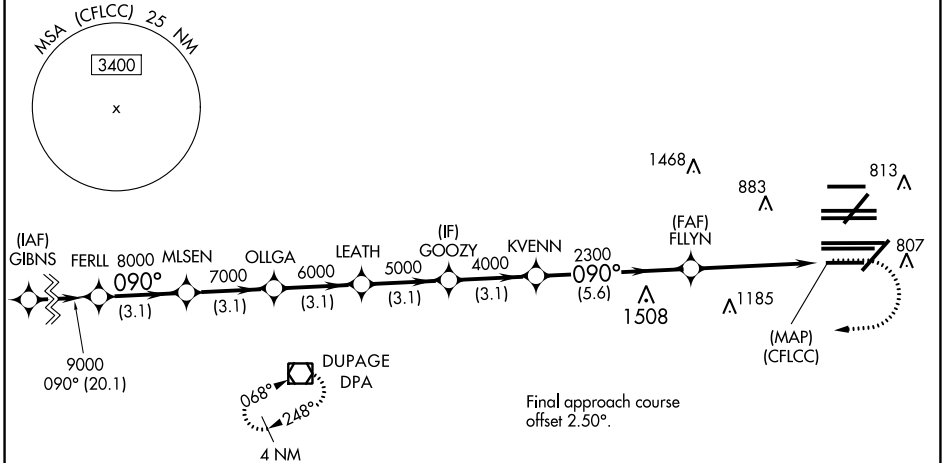 MSA (CFLCC) 25 NM
3400
x
1468
813
883
(IAF)
GIBNS
FERLL
8000
090°
(3.1)
MLSEN
7000
(3.1)
OLLGA
6000
(3.1)
LEATH
5000
(3.1)
(IF)
GOOZY
4000
(3.1)
KVENN
2300
090°
(5.6)
(FAF)
FLLYN
807
1508
1185
(MAP)
(CFLCC)
9000
090° (20.1)
DUPAGE
DPA
068°
248°
4 NM
Final approach course
offset 2.50°.